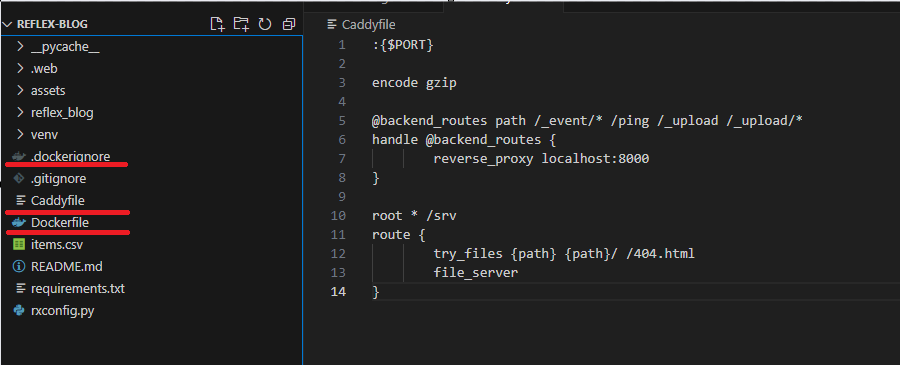 REFLEX-BLOG
__pycache__
.web
assets
reflex_blog
venv
.dockerignore
.gitignore
Caddyfile
Dockerfile
items.csv
README.md
requirements.txt
rxconfig.py
Caddyfile
1 :{$PORT}
2
3 encode gzip
4
5 @backend_routes path /_event/* /ping /_upload /_upload/*
6 handle @backend_routes {
7 reverse_proxy localhost:8000
8 }
9
10 root * /srv
11 route {
12 try_files {path} {path}/ /404.html
13 file_server
14 }